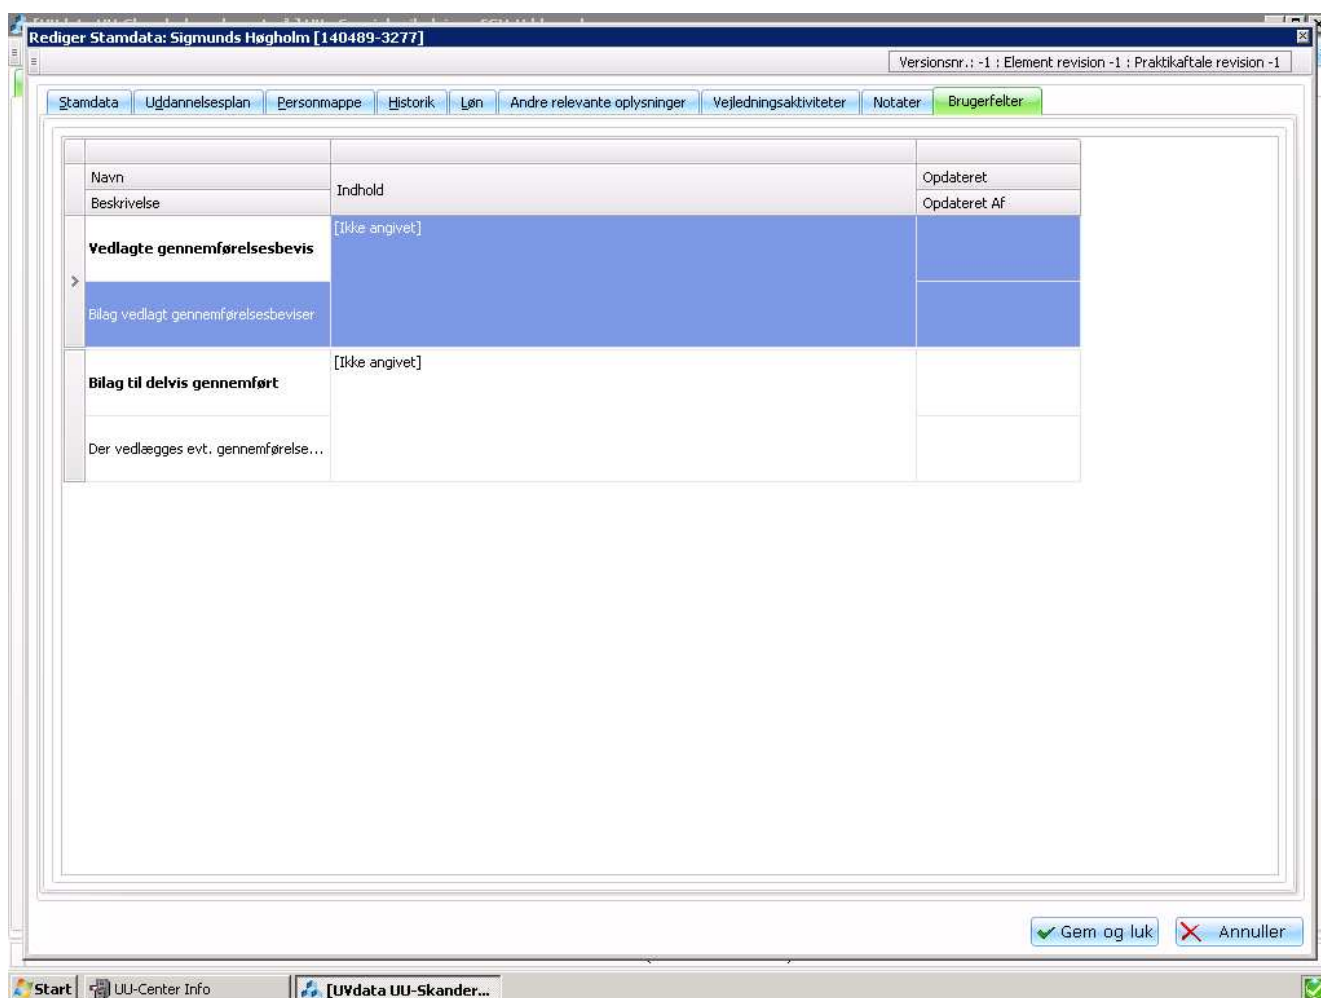 Rediger Stamdata: Sigmunds Høgholm [140489-3277]
Versionsnr.: -1 : Element revision -1 : Praktikaftale revision -1
Stamdata Uddannelsesplan Personmappe Historik Løn Andre relevante oplysninger Vejledningsaktiviteter Notater Brugerfelter
Navn
Indhold
Opdateret
Beskrivelse
Opdateret Af
[Ikke angivet]
Vedlagte gennemførelsesbevis
Bilag vedlagt gennemførelsesbeviser
[Ikke angivet]
Bilag til delvis gennemført
Der vedlægges evt. gennemførelse...
Gem og luk Annuller
Start UU-Center Info [UVdata UU-Skander...